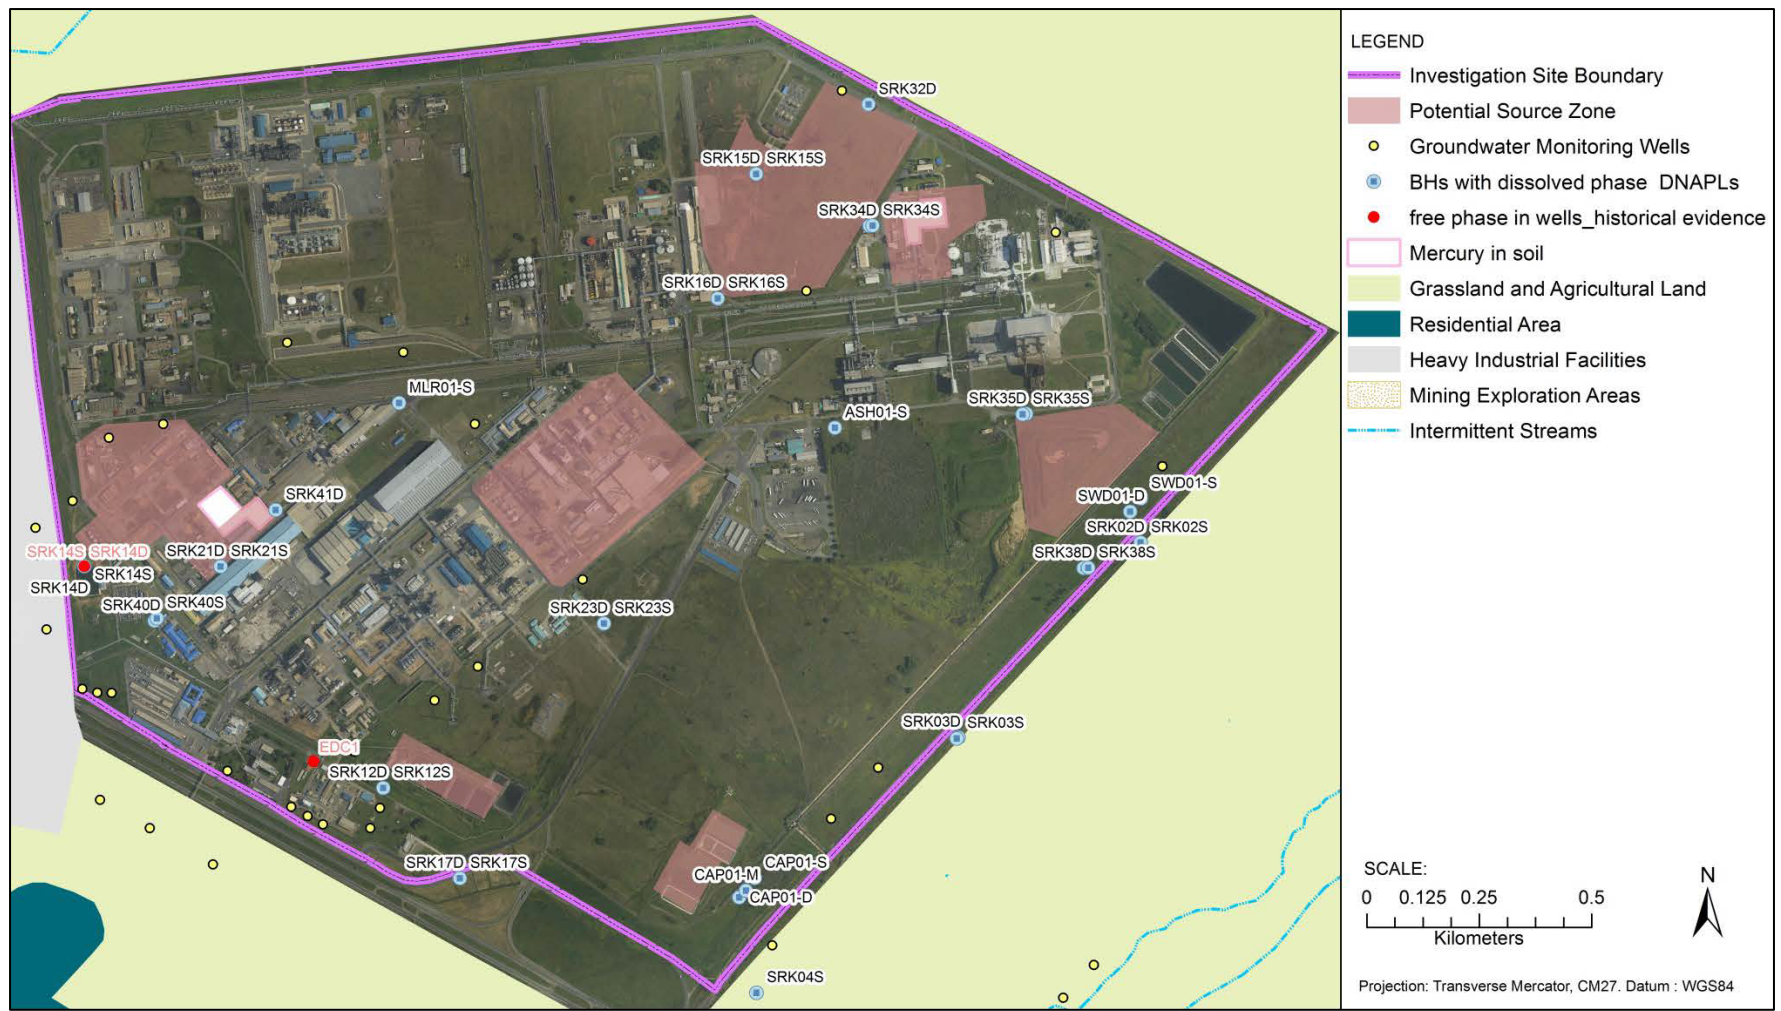 SRK32D
SRK15D SRK15S
SRK34D SRK34S
SRK16D SRK16S
MLR01-S
ASH01-S
SRK35D SRK35S
SRK41D
SWD01-S
SWD01-D
SRK02D SRK02S
SRK14S SRK14D
SRK21D SRK21S
SRK38D SRK38S
SRK14S
SRK14D
SRK40D SRK40S
SRK23D SRK23S
SRK03D SRK03S
EDC1
SRK12D SRK12S
SRK17D SRK17S
CAP01-S
CAP01-M
CAP01-D
SRK04S
LEGEND
Investigation Site Boundary
Potential Source Zone
Groundwater Monitoring Wells
BHs with dissolved phase DNAPLs
free phase in wells_historical evidence
Mercury in soil
Grassland and Agricultural Land
Residential Area
Heavy Industrial Facilities
Mining Exploration Areas
Intermittent Streams
SCALE:
0 0.125 0.25 0.5
Kilometers
N
Projection: Transverse Mercator, CM27. Datum : WGS84